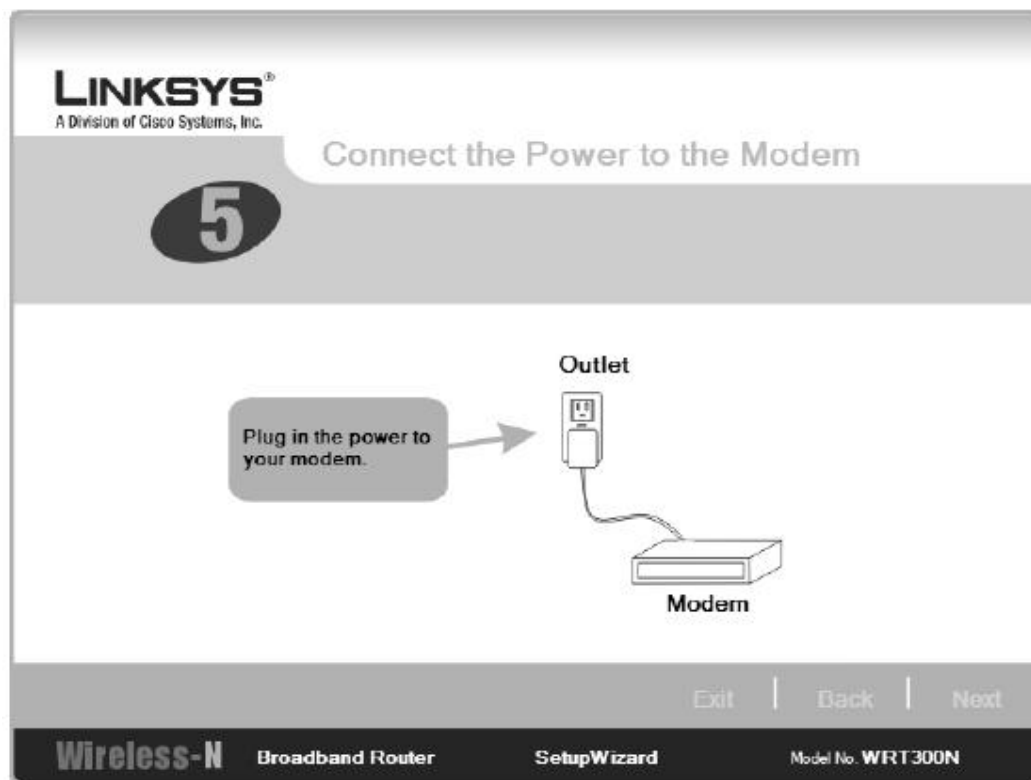 LINKSYS®
A Division of Cisco Systems, Inc.
Connect the Power to the Modem
5
Outlet
Plug in the power to
your modem.
Modem
Exit | Back | Next
Wireless-N Broadband Router SetupWizard Model No. WRT300N